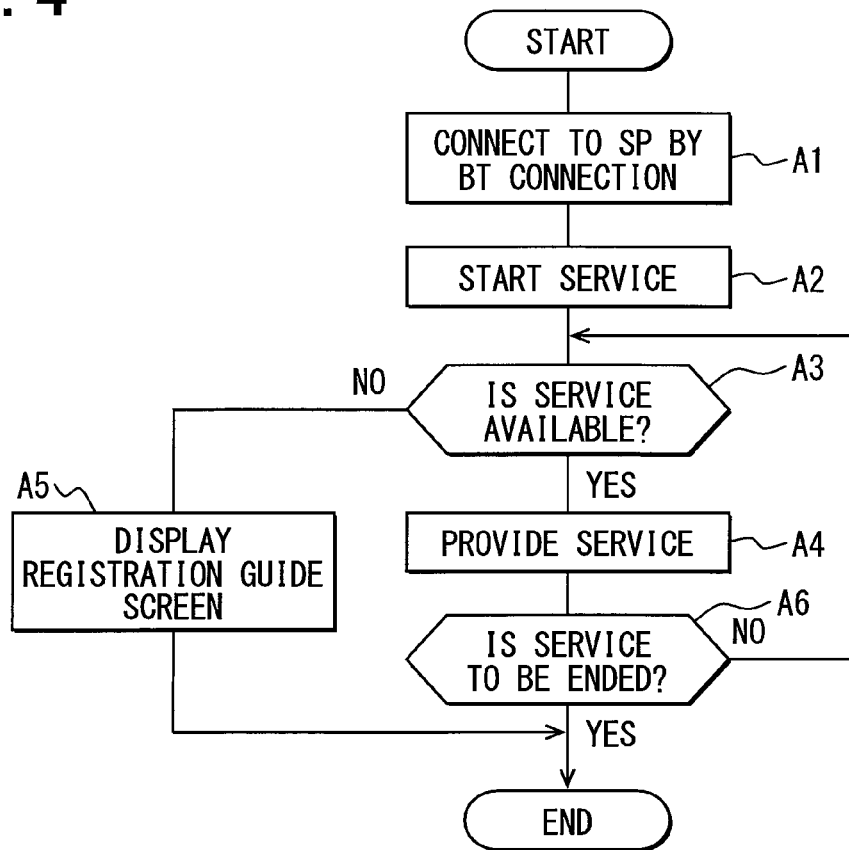 . 4
START
CONNECT TO SP BY
BT CONNECTION
A1
START SERVICE
A2
A3
NO
IS SERVICE
AVAILABLE?
YES
A5
DISPLAY
REGISTRATION GUIDE
SCREEN
PROVIDE SERVICE
A4
A6
NO
IS SERVICE
TO BE ENDED?
YES
END